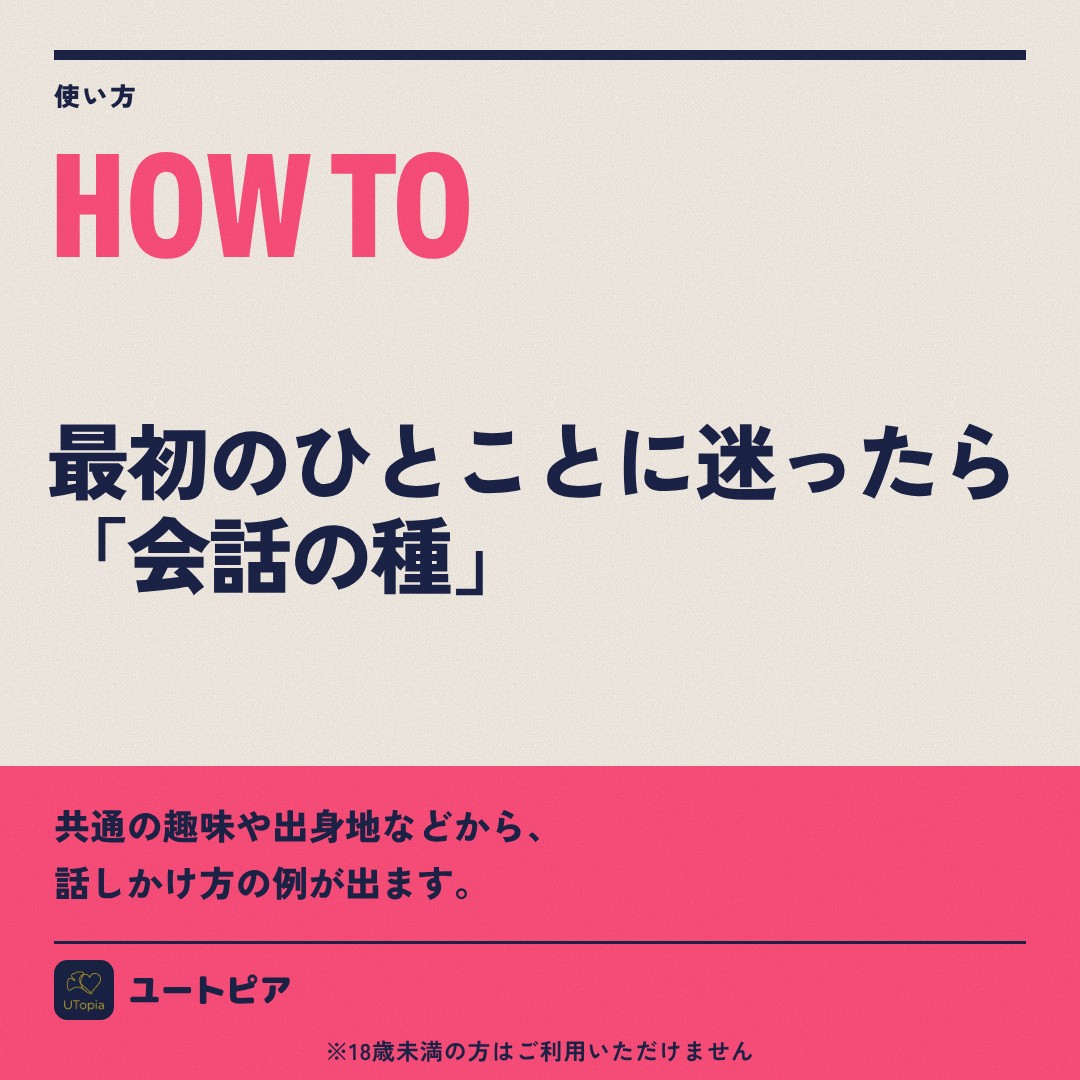 使い方
HOW TO
最初のひとことに迷ったら
「会話の種」
共通の趣味や出身地などから、
話しかけ方の例が出ます。
UTopia
ユートピア
※18歳未満の方はご利用いただけません